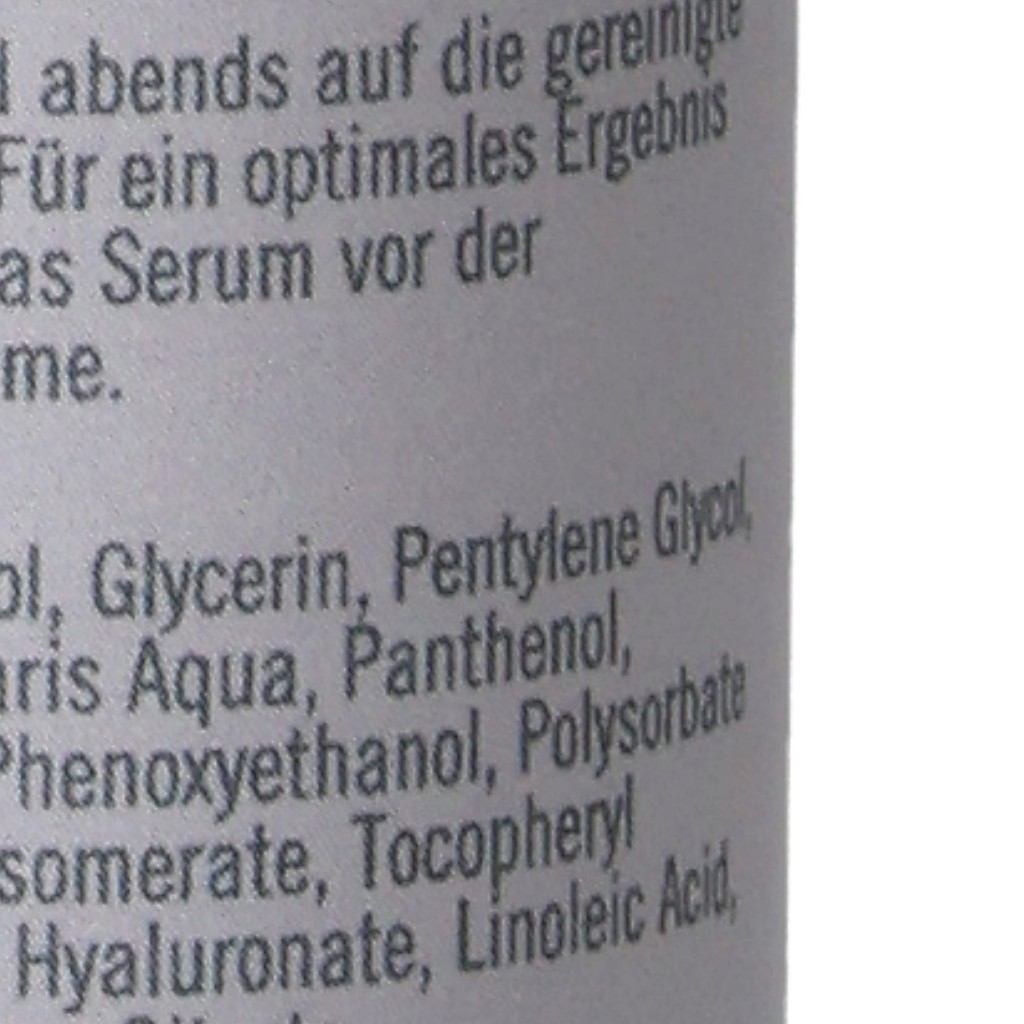 abends auf die gereinigte
Für ein optimales Ergebnis
as Serum vor der
me.
ol, Glycerin, Pentylene Glycol,
aris Aqua, Panthenol,
Phenoxyethanol, Polysorbate
somerate, Tocopheryl
Hyaluronate, Linoleic Acid,